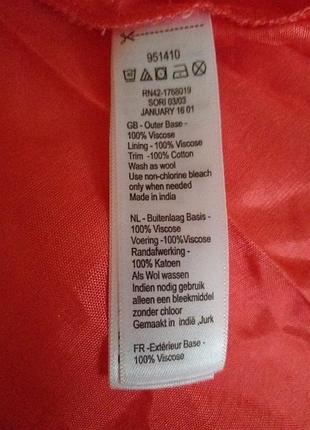 951410
RN42-1768019
SORI 03/03
JANUARY 16 01
GB - Outer Base -
100% Viscose
Lining - 100% Viscose
Trim -100% Cotton
Wash as wool
Use non-chlorine bleach
only when needed
Made in india
NL - Buitenlaag Basis -
100% Viscose
Voering -100%Viscose
Randafwerking -
100% Katoen
Als Wol wassen
Indien nodig gebruik
alleen een bleekmiddel
zonder chloor
Gemaakt in indië ,Jurk
FR -Extérieur Base -
100% Viscose